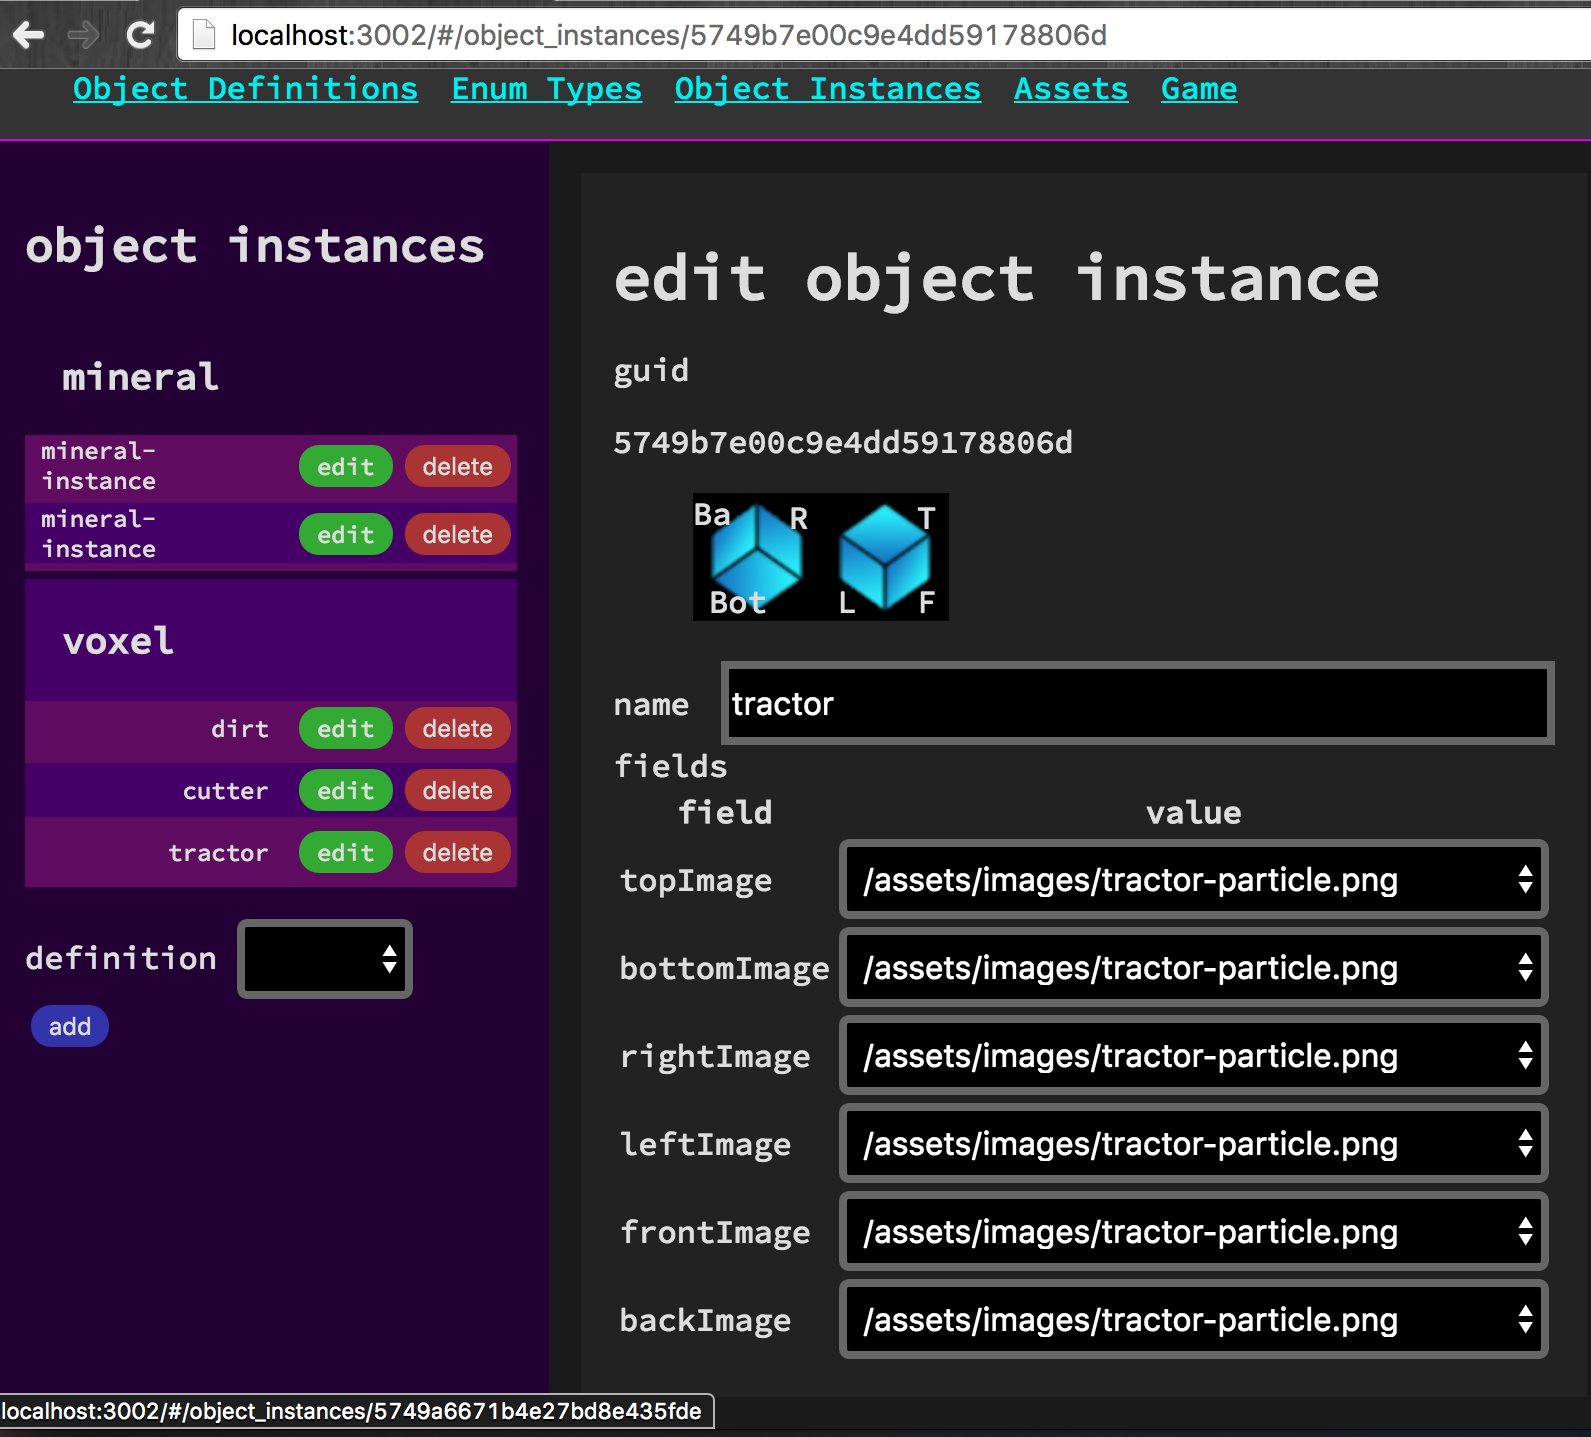 localhost:3002/#/object_instances/5749b7e00c9e4dd59178806d
Object Definitions Enum Types Object Instances Assets Game
object instances
mineral
mineral-
instance
edit delete
mineral-
instance
edit delete
voxel
dirt edit delete
cutter edit delete
tractor edit delete
definition
add
edit object instance
guid
5749b7e00c9e4dd59178806d
Ba R T
Bot L F
name tractor
fields
field value
topImage /assets/images/tractor-particle.png
bottomImage /assets/images/tractor-particle.png
rightImage /assets/images/tractor-particle.png
leftImage /assets/images/tractor-particle.png
frontImage /assets/images/tractor-particle.png
backImage /assets/images/tractor-particle.png
localhost:3002/#/object_instances/5749a6671b4e27bd8e435fde